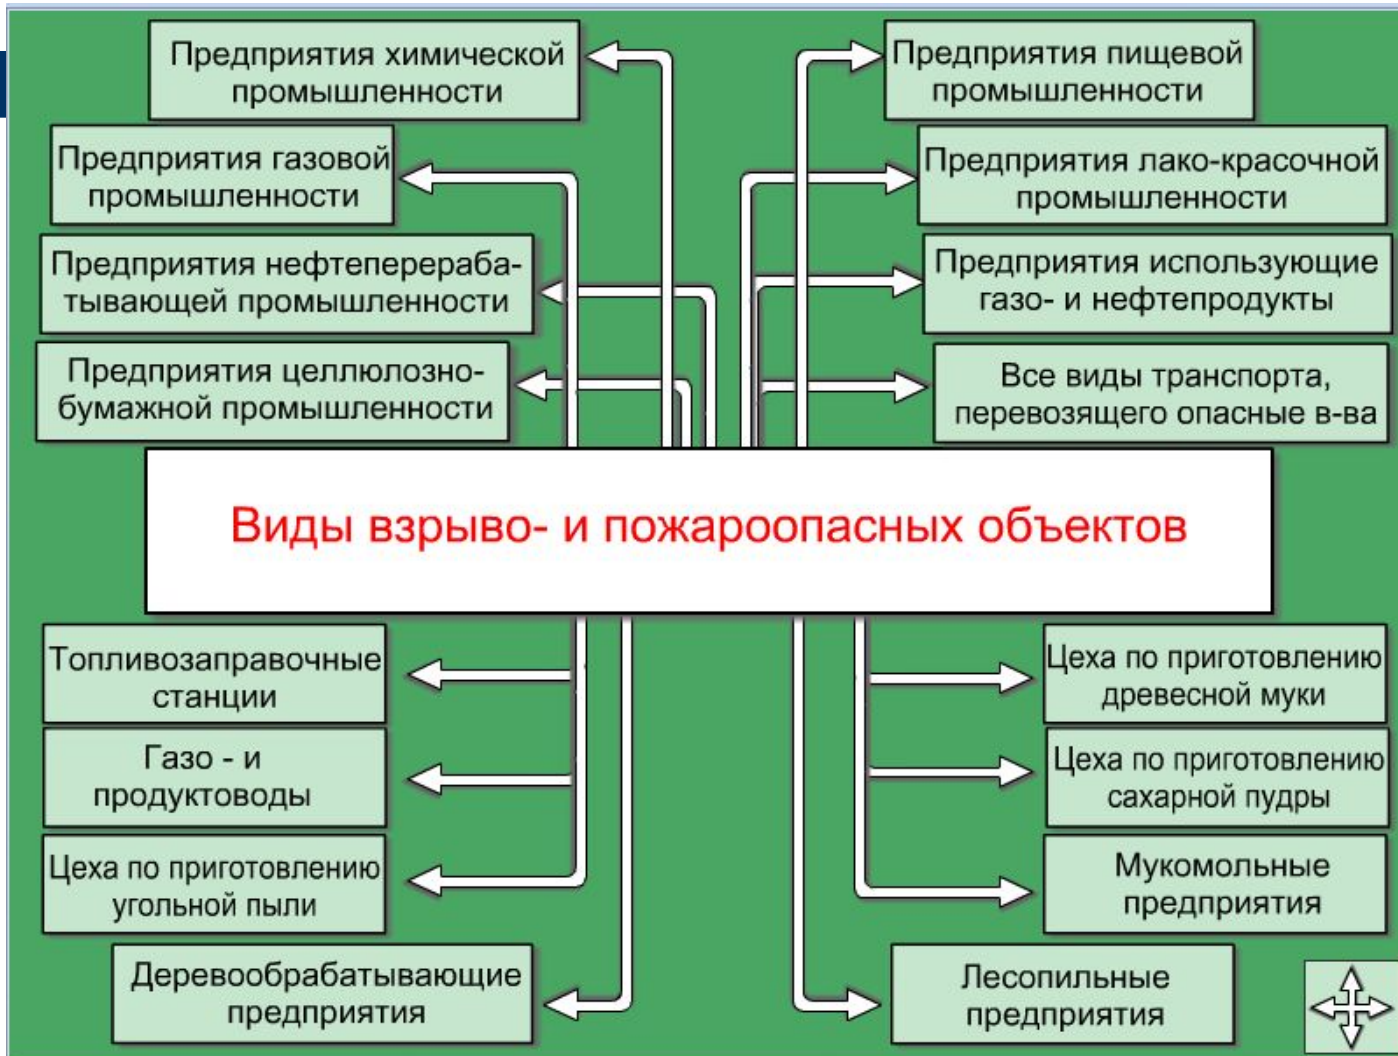 Предприятия химической
промышленности
Предприятия пищевой
промышленности
Предприятия газовой
промышленности
Предприятия лако-красочной
промышленности
Предприятия нефтеперераба-
тывающей промышленности
Предприятия использующие
газо- и нефтепродукты
Предприятия целлюлозно-
бумажной промышленности
Все виды транспорта,
перевозящего опасные в-ва
Виды взрыво- и пожароопасных объектов
Топливозаправочные
станции
Цеха по приготовлению
древесной муки
Газо - и
продуктоводы
Цеха по приготовлению
сахарной пудры
Цеха по приготовлению
угольной пыли
Мукомольные
предприятия
Деревообрабатывающие
предприятия
Лесопильные
предприятия